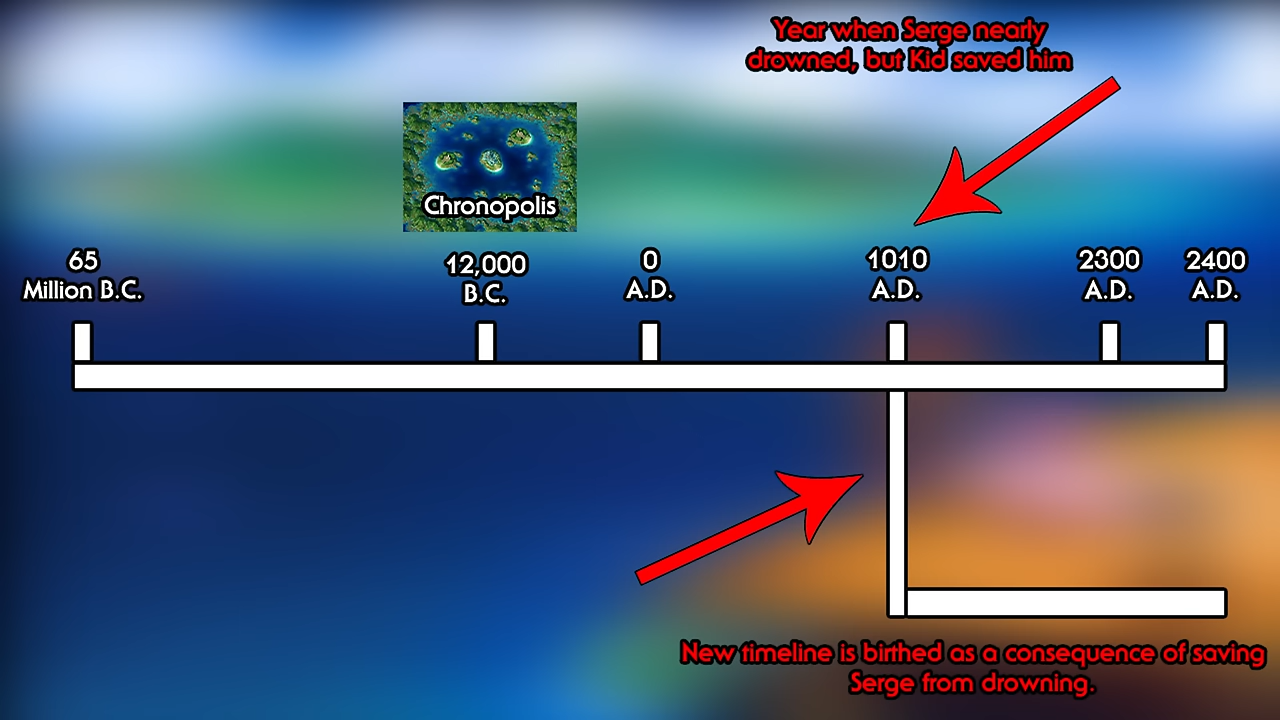 Year when Serge nearly
drowned, but Kid saved him
Chronopolis
65
Million B.C.
12,000
B.C.
0
A.D.
1010
A.D.
2300
A.D.
2400
A.D.
New timeline is birthed as a consequence of saving
Serge from drowning.